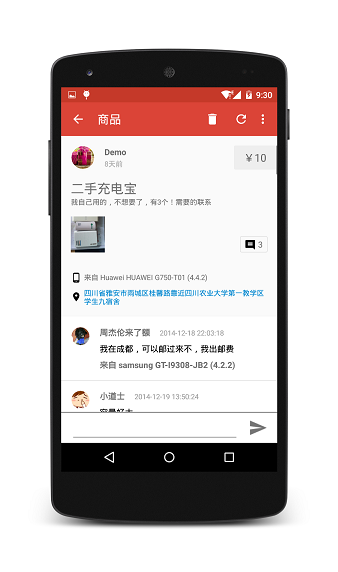 9:30
商品
Demo
8天前
￥10
二手充电宝
我自己用的，不想要了，有3个！需要的联系
3
来自 Huawei HUAWEI G750-T01 (4.4.2)
四川省雅安市雨城区桂馨路靠近四川农业大学第一教学区
学生九宿舍
周杰伦来了额 2014-12-18 22:03:18
我在成都，可以邮过来不，我出邮费
来自 samsung GT-I9308-JB2 (4.2.2)
小道士 2014-12-19 13:50:24